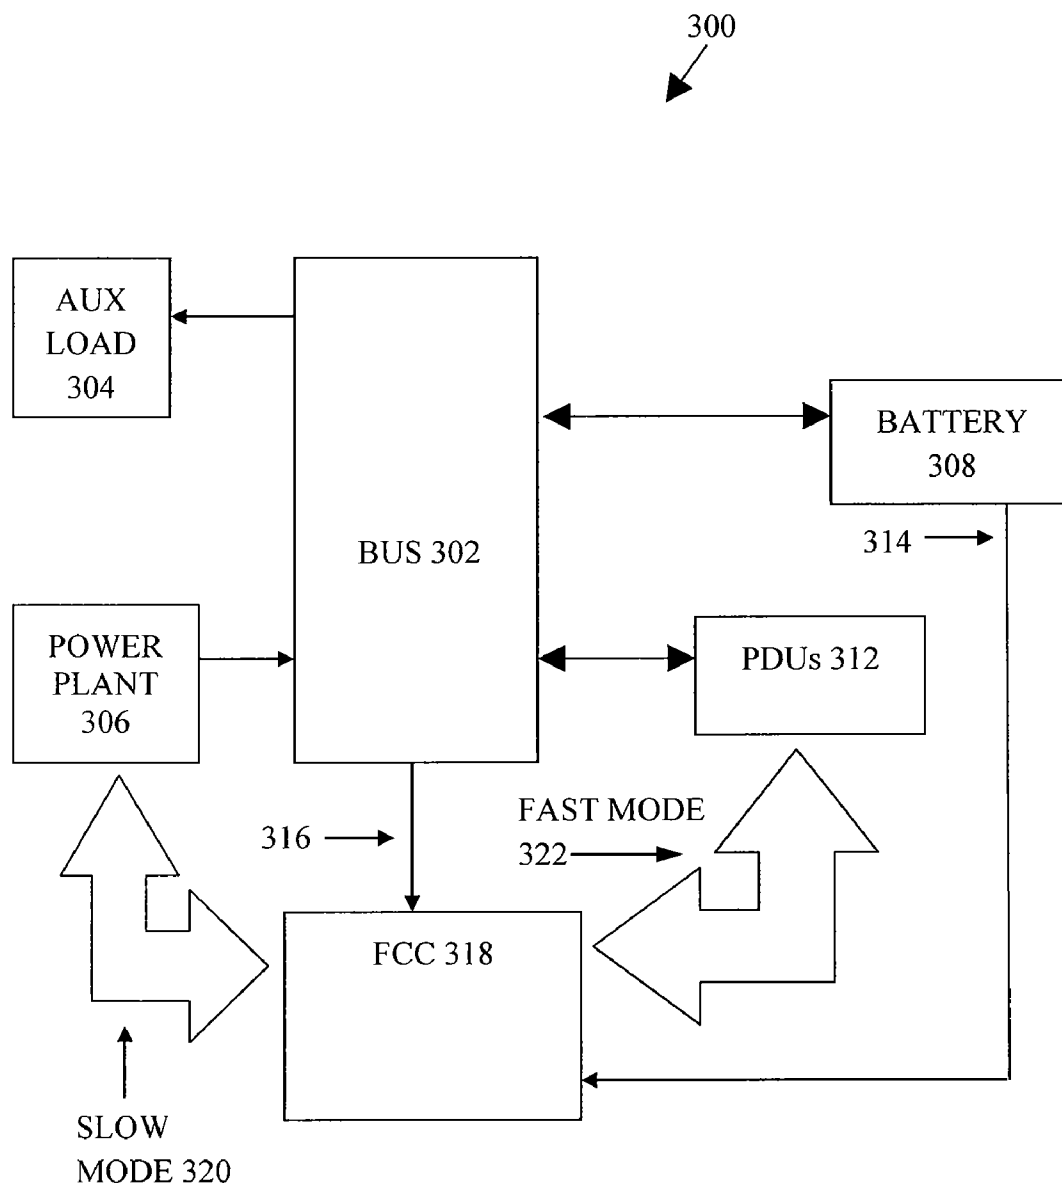 300
AUX
LOAD
304
BATTERY
308
314
BUS 302
POWER
PLANT
306
PDUs 312
FAST MODE
322
316
FCC 318
SLOW
MODE 320